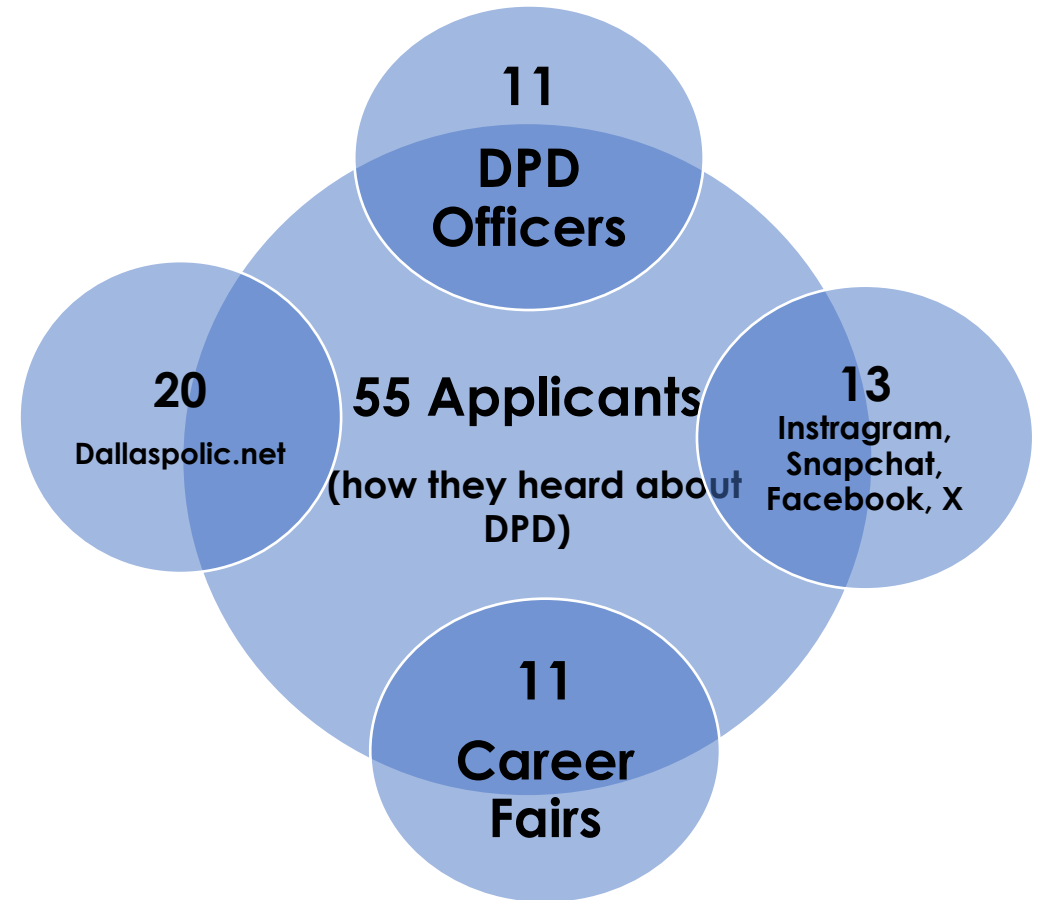 11
DPD
Officers
20
Dallaspolic.net
55 Applicants
(how they heard about
DPD)
13
Instragram,
Snapchat,
Facebook, X
11
Career
Fairs